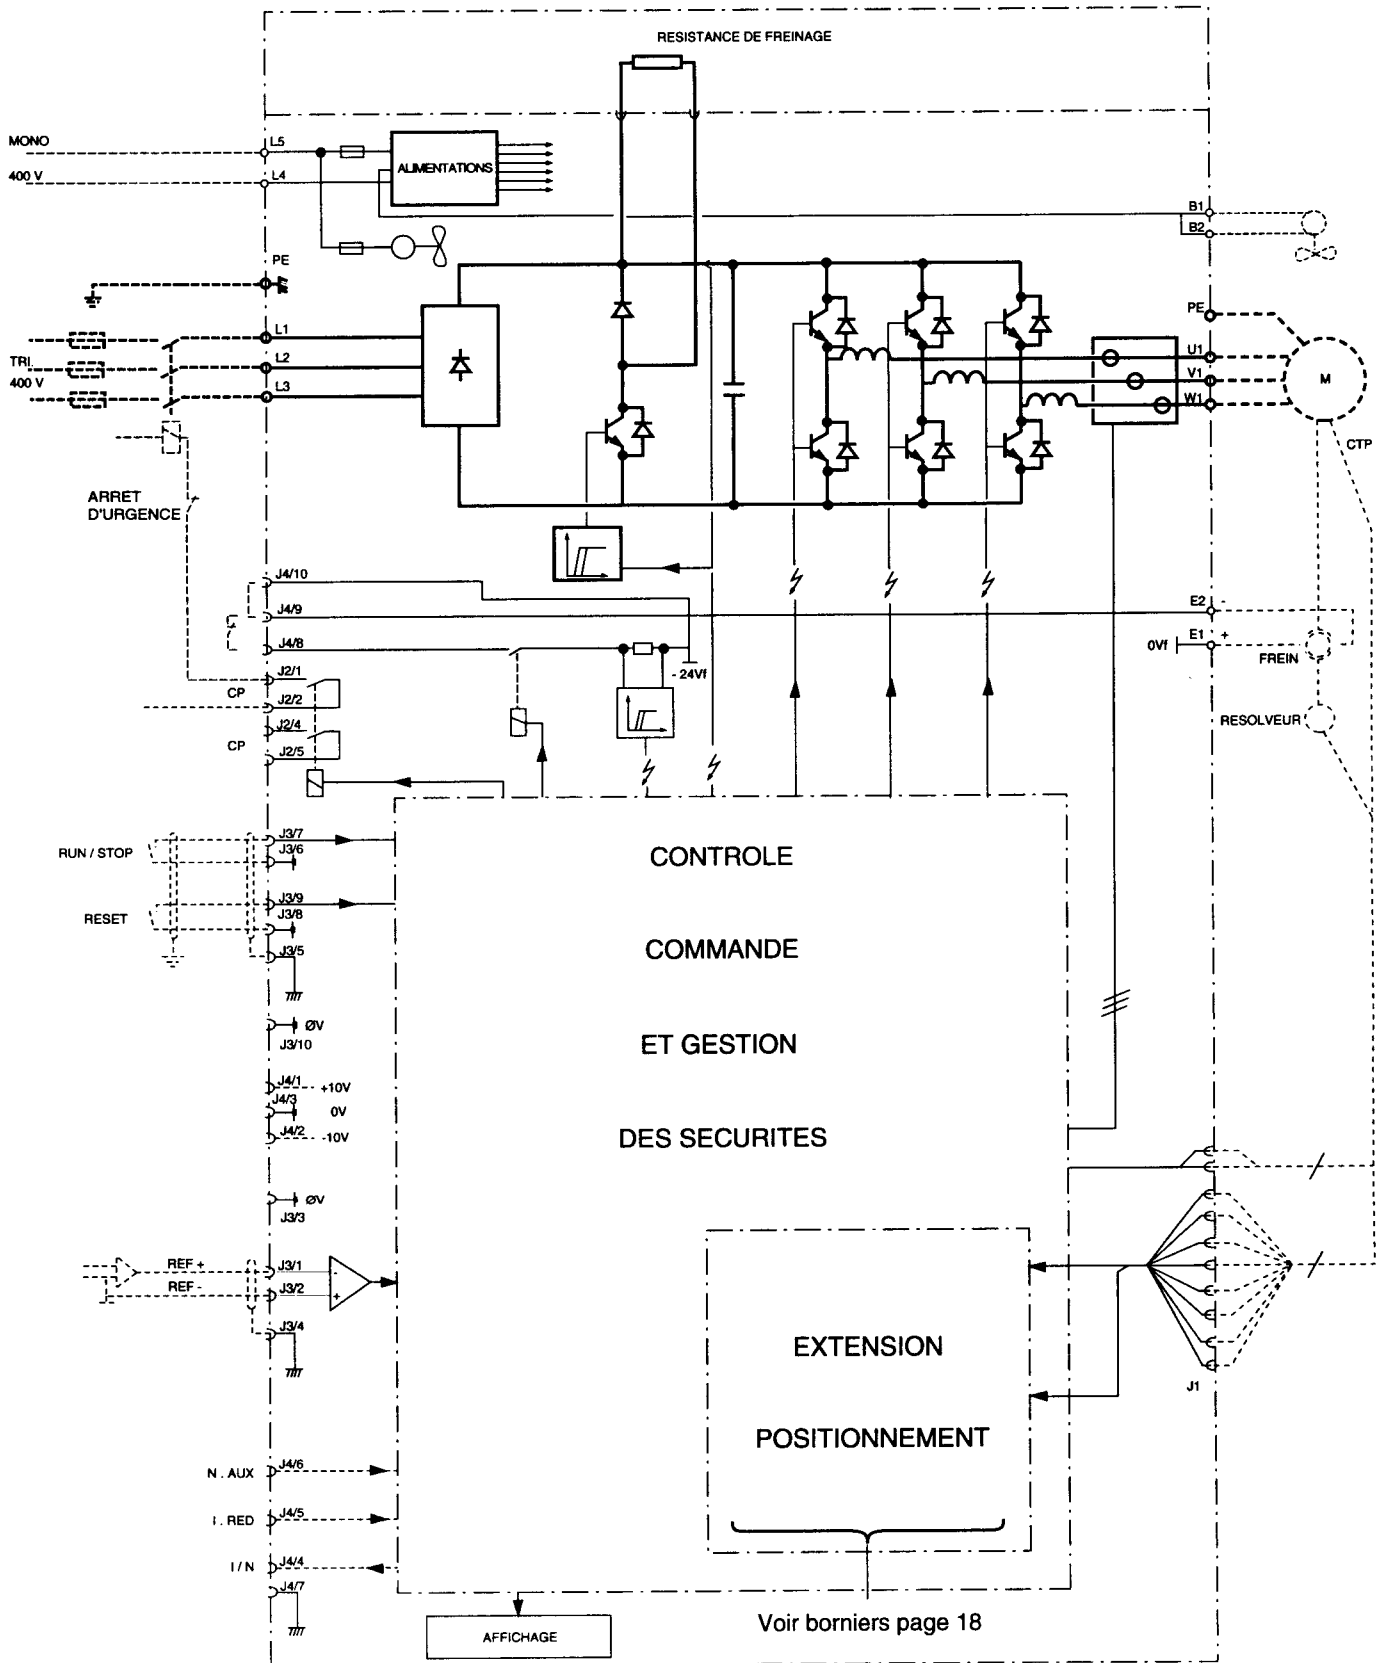 RESISTANCE DE FREINAGE
MONO
L5
400 V
L4
ALIMENTATIONS
B1
B2
PE
PE
L1
TRI.
L2
400 V
L3
U1
V1
W1
M
CTP
ARRET
D'URGENCE
J4/10
J4/9
E2
-
J4/8
E1
+
0Vf
FREIN
- 24Vf
J2/1
CP
J2/2
J2/4
CP
J2/5
RESOLVEUR
J3/7
RUN / STOP
J3/6
J3/9
RESET
J3/8
J3/5
CONTROLE
COMMANDE
ET GESTION
DES SECURITES
ØV
J3/10
J4/1
+10V
J4/3
0V
J4/2
-10V
ØV
J3/3
REF +
J3/1
-
REF -
J3/2
+
J3/4
EXTENSION
POSITIONNEMENT
J1
N . AUX
J4/6
I . RED
J4/5
I / N
J4/4
J4/7
AFFICHAGE
Voir borniers page 18